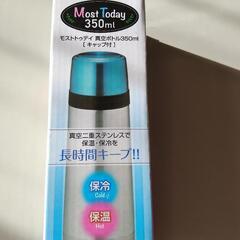 Most Today
350ml
モストトゥデイ 真空ボトル350ml
[キャップ付]
真空二重ステンレスで
保温・保冷を
長時間キープ!!
保冷
Cold
保温
Hot